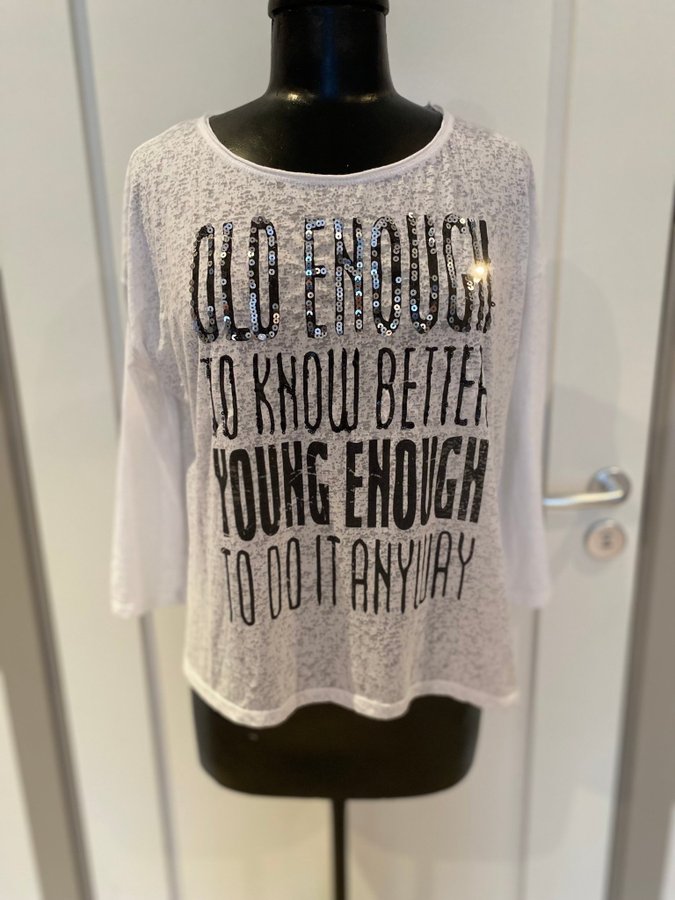 OLD ENOUGH
TO KNOW BETTER
YOUNG ENOUGH
TO DO IT ANYWAY